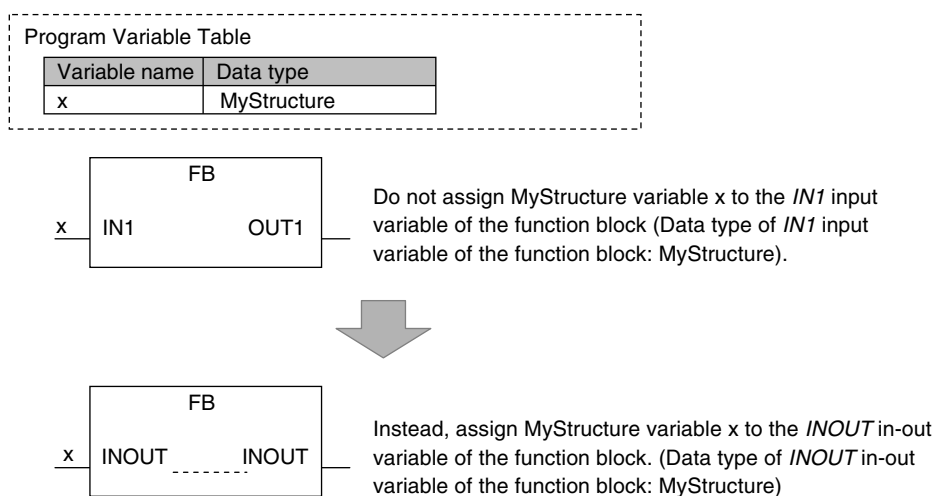 Program Variable Table
Variable name Data type
x MyStructure
FB
x IN1 OUT1
Do not assign MyStructure variable x to the IN1 input
variable of the function block (Data type of IN1 input
variable of the function block: MyStructure).
FB
x INOUT INOUT
Instead, assign MyStructure variable x to the INOUT in-out
variable of the function block. (Data type of INOUT in-out
variable of the function block: MyStructure)